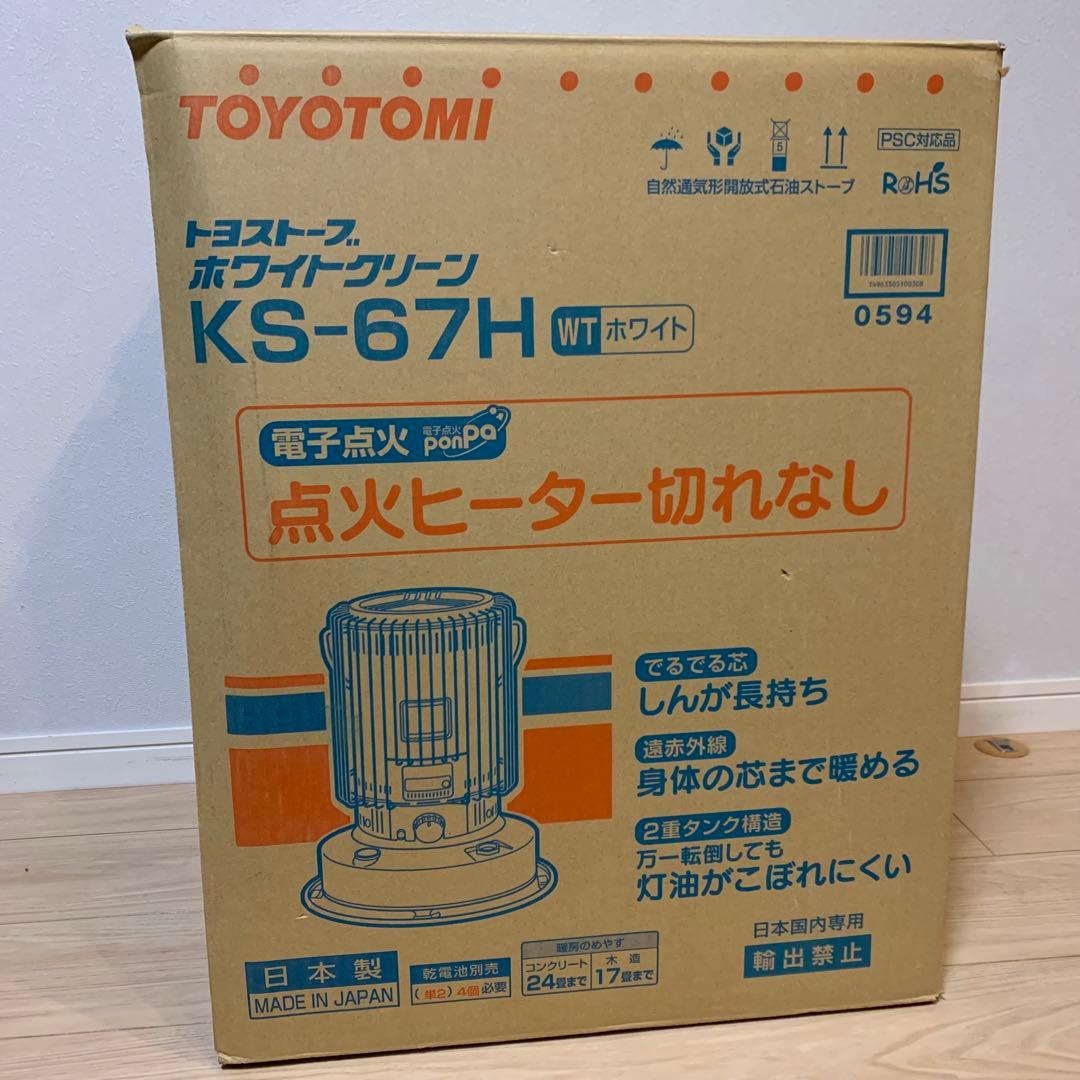 TOYOTOMI
5
PSC対応品
自然通気形開放式石油ストーブ
RoHS
トヨストーブ
ホワイトクリーン
KS-67H WT ホワイト
0594
電子点火 電子点火 ponpa
点火ヒーター切れなし
でるでる芯
しんが長持ち
遠赤外線
身体の芯まで暖める
2重タンク構造
万一転倒しても
灯油がこぼれにくい
日本製
MADE IN JAPAN
乾電池別売
(単2)4個必要
暖房のめやす
コンクリート
24畳まで
木造
17畳まで
日本国内専用
輸出禁止